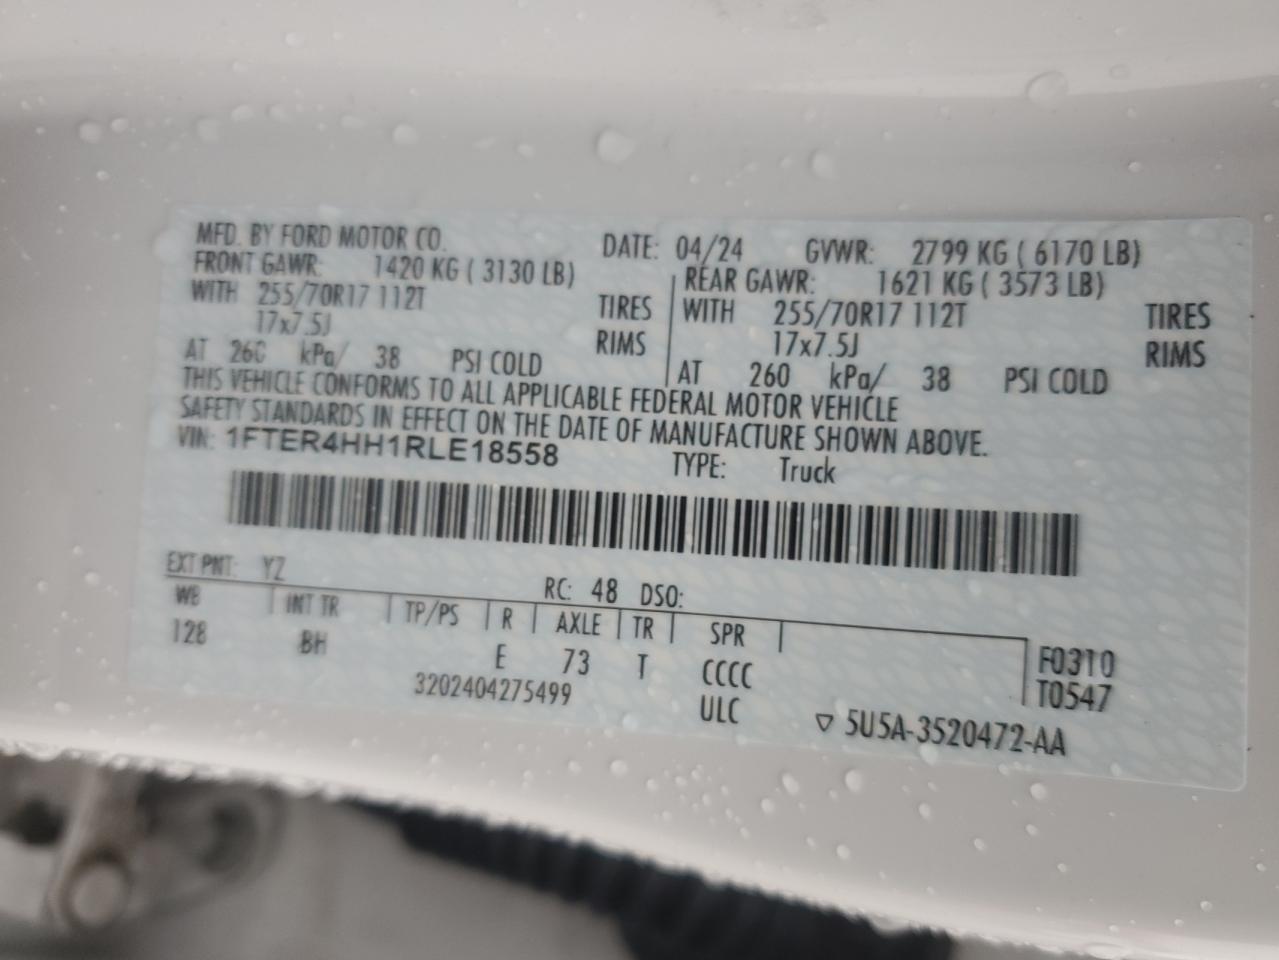 MFD. BY FORD MOTOR CO. DATE: 04/24 GVWR: 2799 KG ( 6170 LB)
FRONT GAWR: 1420 KG ( 3130 LB) REAR GAWR: 1621 KG ( 3573 LB)
WITH 255/70R17 112T TIRES WITH 255/70R17 112T TIRES
17x7.5J RIMS 17x7.5J RIMS
AT 260 kPa/ 38 PSI COLD AT 260 kPa/ 38 PSI COLD
THIS VEHICLE CONFORMS TO ALL APPLICABLE FEDERAL MOTOR VEHICLE
SAFETY STANDARDS IN EFFECT ON THE DATE OF MANUFACTURE SHOWN ABOVE.
VIN: 1FTER4HH1RLE18558 TYPE: Truck
EXT PNT: YZ RC: 48 DSO:
WB INT TR TP/PS R AXLE TR SPR
128 BH E 73 T CCCC F0310
3202404275499 ULC T0547
▽ 5U5A-3520472-AA